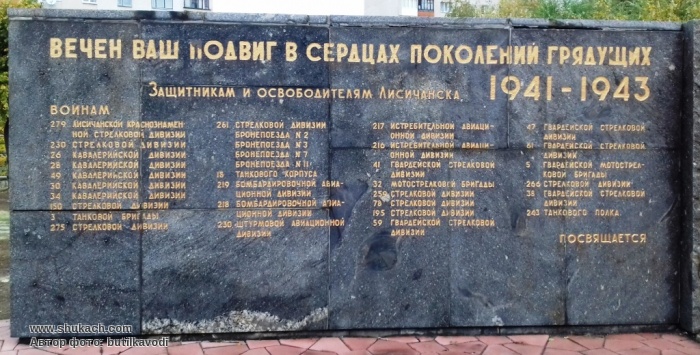 ВЕЧЕН ВАШ ПОДВИГ В СЕРДЦАХ ПОКОЛЕНИЙ ГРЯДУЩИХ
ЗАЩИТНИКАМ И ОСВОБОДИТЕЛЯМ ЛИСИЧАНСКА 1941-1943
ВОИНАМ
279 ЛИСИЧАНСКОЙ КРАСНОЗНАМЕН
НОЙ СТРЕЛКОВОЙ ДИВИЗИИ
230 СТРЕЛКОВОЙ ДИВИЗИИ
26 КАВАЛЕРИЙСКОЙ ДИВИЗИИ
28 КАВАЛЕРИЙСКОЙ ДИВИЗИИ
49 КАВАЛЕРИЙСКОЙ ДИВИЗИИ
30 КАВАЛЕРИЙСКОЙ ДИВИЗИИ
34 КАВАЛЕРИЙСКОЙ ДИВИЗИИ
150 СТРЕЛКОВОЙ ДИВИЗИИ
3 ТАНКОВОЙ БРИГАДЫ
275 СТРЕЛКОВОЙ ДИВИЗИИ
261 СТРЕЛКОВОЙ ДИВИЗИИ
БРОНЕПОЕЗДА N 2
БРОНЕПОЕЗДА N 3
БРОНЕПОЕЗДА N 7
БРОНЕПОЕЗДА N 11
18 ТАНКОВОГО КОРПУСА
219 БОМБАРДИРОВОЧНОЙ АВИА-
ЦИОННОЙ ДИВИЗИИ
218 БОМБАРДИРОВОЧНОЙ АВИА-
ЦИОННОЙ ДИВИЗИИ
230 ШТУРМОВОЙ АВИАЦИОННОЙ
ДИВИЗИИ
217 ИСТРЕБИТЕЛЬНОЙ АВИАЦИ-
ОННОЙ ДИВИЗИИ
216 ИСТРЕБИТЕЛЬНОЙ АВИАЦИ-
ОННОЙ ДИВИЗИИ
41 ГВАРДЕЙСКОЙ СТРЕЛКОВОЙ
ДИВИЗИИ
32 МОТОСТРЕЛКОВОЙ БРИГАДЫ
259 СТРЕЛКОВОЙ ДИВИЗИИ
78 СТРЕЛКОВОЙ ДИВИЗИИ
195 СТРЕЛКОВОЙ ДИВИЗИИ
59 ГВАРДЕЙСКОЙ СТРЕЛКОВОЙ
ДИВИЗИИ
47 ГВАРДЕЙСКОЙ СТРЕЛКОВОЙ
ДИВИЗИИ
61 ГВАРДЕЙСКОЙ СТРЕЛКОВОЙ
ДИВИЗИИ
5 ГВАРДЕЙСКОЙ МОТОСТРЕЛ-
КОВОЙ БРИГАДЫ
266 СТРЕЛКОВОЙ ДИВИЗИИ
38 ГВАРДЕЙСКОЙ СТРЕЛКОВОЙ
ДИВИЗИИ
243 ТАНКОВОГО ПОЛКА
ПОСВЯЩАЕТСЯ
www.shukach.com
Автор фото: butjlkavodi